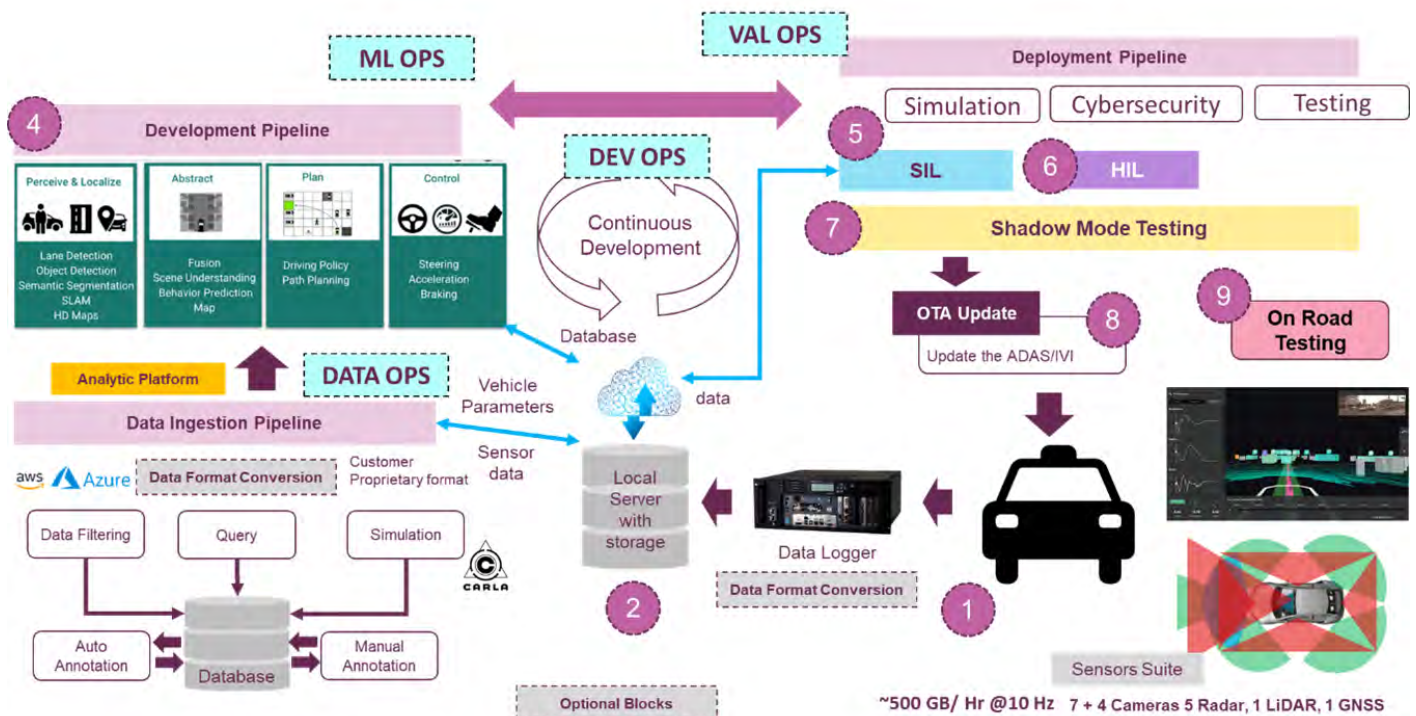 ML OPS
VAL OPS
Deployment Pipeline
Simulation
Cybersecurity
Testing
4
Development Pipeline
DEV OPS
5
SIL
6
HIL
Perceive & Localize
Lane Detection
Object Detection
Semantic Segmentation
SLAM
HD Maps
Abstract
Fusion
Scene Understanding
Behavior Prediction
Map
Plan
Driving Policy
Path Planning
Control
Steering
Acceleration
Braking
Continuous
Development
7
Shadow Mode Testing
OTA Update
8
Update the ADAS/IVI
9
On Road
Testing
Database
data
Analytic Platform
DATA OPS
Data Ingestion Pipeline
Vehicle
Parameters
Sensor
data
aws
Azure
Data Format Conversion
Customer
Proprietary format
Data Filtering
Query
Simulation
CARLA
Auto
Annotation
Database
Manual
Annotation
Local
Server
with
storage
2
Data Logger
Data Format Conversion
1
Sensors Suite
Optional Blocks
~500 GB/ Hr @10 Hz
7 + 4 Cameras 5 Radar, 1 LiDAR, 1 GNSS